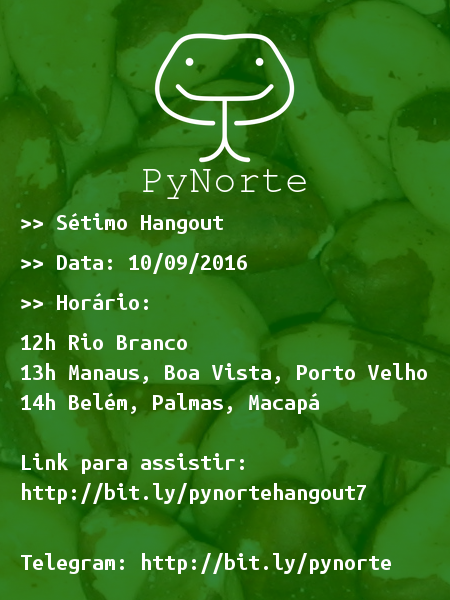 PyNorte
>> Sétimo Hangout
>> Data: 10/09/2016
>> Horário:
12h Rio Branco
13h Manaus, Boa Vista, Porto Velho
14h Belém, Palmas, Macapá
Link para assistir:
http://bit.ly/pynortehangout7
Telegram: http://bit.ly/pynorte